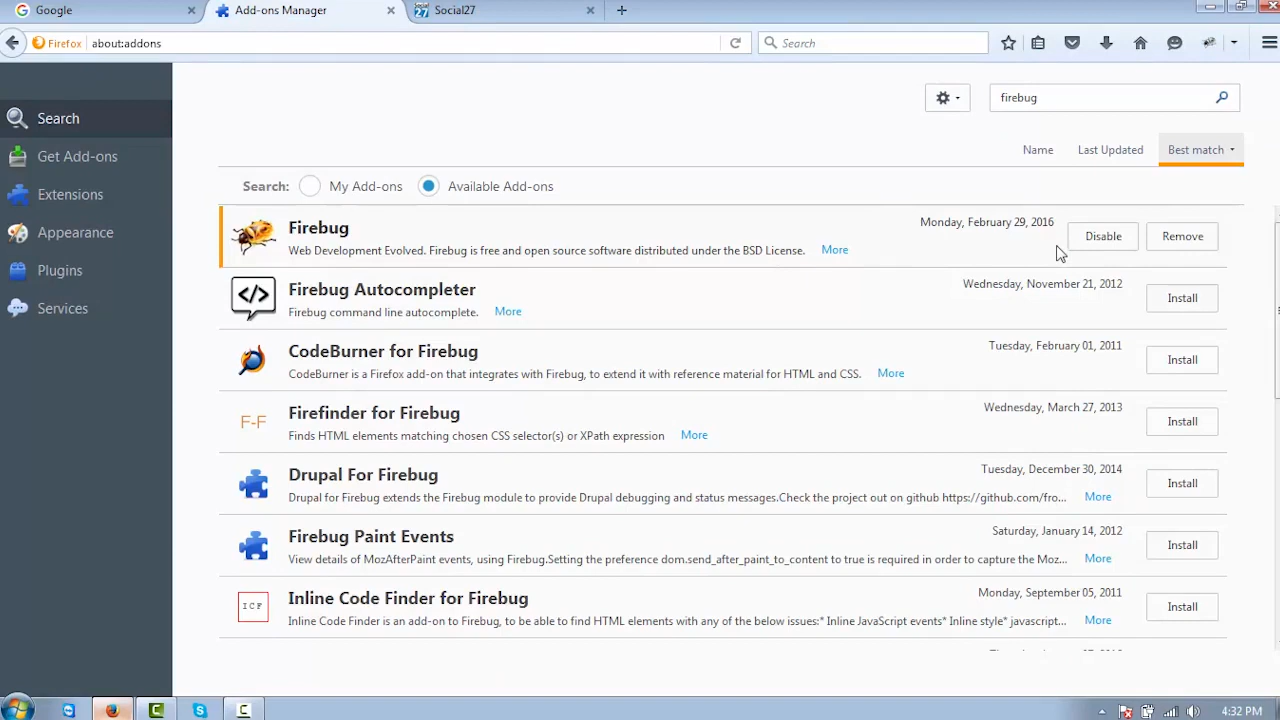 Google
Add-ons Manager
27 Social27
Firefox about:addons
Search
Search
Get Add-ons
Extensions
Appearance
Plugins
Services
firebug
Name Last Updated Best match
Search: My Add-ons Available Add-ons
Firebug
Web Development Evolved. Firebug is free and open source software distributed under the BSD License. More
Monday, February 29, 2016
Disable Remove
Firebug Autocompleter
Firebug command line autocomplete. More
Wednesday, November 21, 2012
Install
CodeBurner for Firebug
CodeBurner is a Firefox add-on that integrates with Firebug, to extend it with reference material for HTML and CSS. More
Tuesday, February 01, 2011
Install
F-F
Firefinder for Firebug
Finds HTML elements matching chosen CSS selector(s) or XPath expression More
Wednesday, March 27, 2013
Install
Drupal For Firebug
Drupal for Firebug extends the Firebug module to provide Drupal debugging and status messages.Check the project out on github https://github.com/fro... More
Tuesday, December 30, 2014
Install
Firebug Paint Events
View details of MozAfterPaint events, using Firebug.Setting the preference dom.send_after_paint_to_content to true is required in order to capture the Moz... More
Saturday, January 14, 2012
Install
ICF
Inline Code Finder for Firebug
Inline Code Finder is an add-on to Firebug, to be able to find HTML elements with any of the below issues:* Inline JavaScript events* Inline style* javascript... More
Monday, September 05, 2011
Install
4:32 PM